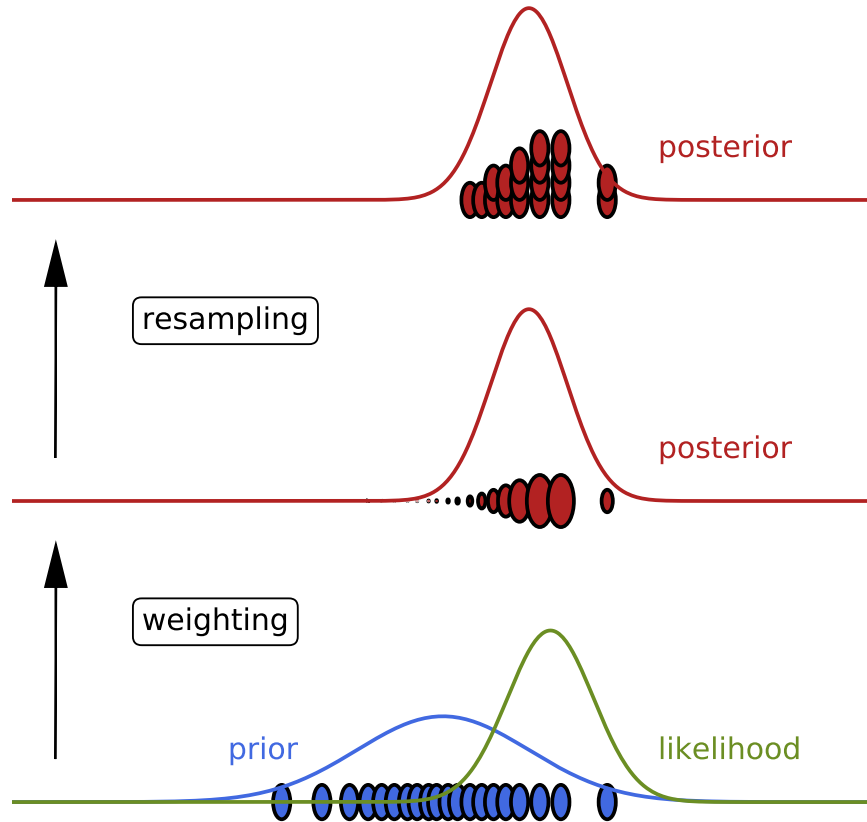 posterior
resampling
posterior
weighting
prior
likelihood